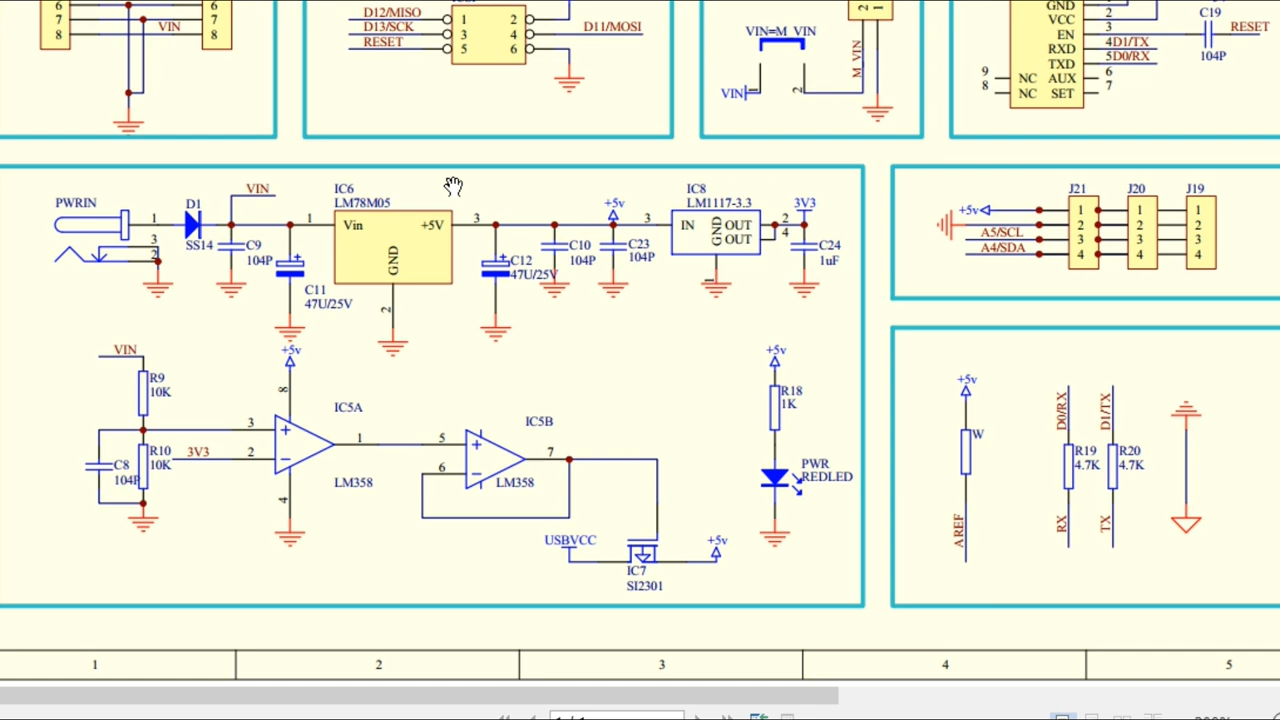 6
7
8
VIN
6
7
8
D12/MISO
D13/SCK
RESET
1
3
5
2
4
6
D11/MOSI
VIN=M_VIN
VIN
1
2
M_VIN
2
1
GND
VCC
EN
RXD
TXD
AUX
SET
NC
NC
9
8
2
3
4
D1/TX
5
D0/RX
6
7
C19
104P
RESET
PWRIN
1
3
2
D1
SS14
VIN
C9
104P
C11
47U/25V
1
IC6
LM78M05
Vin
+5V
GND
2
3
C12
47U/25V
C10
104P
+5v
C23
104P
3
IC8
LM1117-3.3
IN
GND
OUT
OUT
1
2
4
3V3
C24
1uF
+5v
A5/SCL
A4/SDA
J21
1
2
3
4
J20
1
2
3
4
J19
1
2
3
4
VIN
R9
10K
R10
10K
C8
104P
3V3
3
2
+5v
8
4
IC5A
1
LM358
5
6
IC5B
7
LM358
USBVCC
IC7
SI2301
+5v
+5v
R18
1K
PWR
REDLED
+5v
W
AREF
D0/RX
R19
4.7K
RX
D1/TX
R20
4.7K
TX
1
2
3
4
5